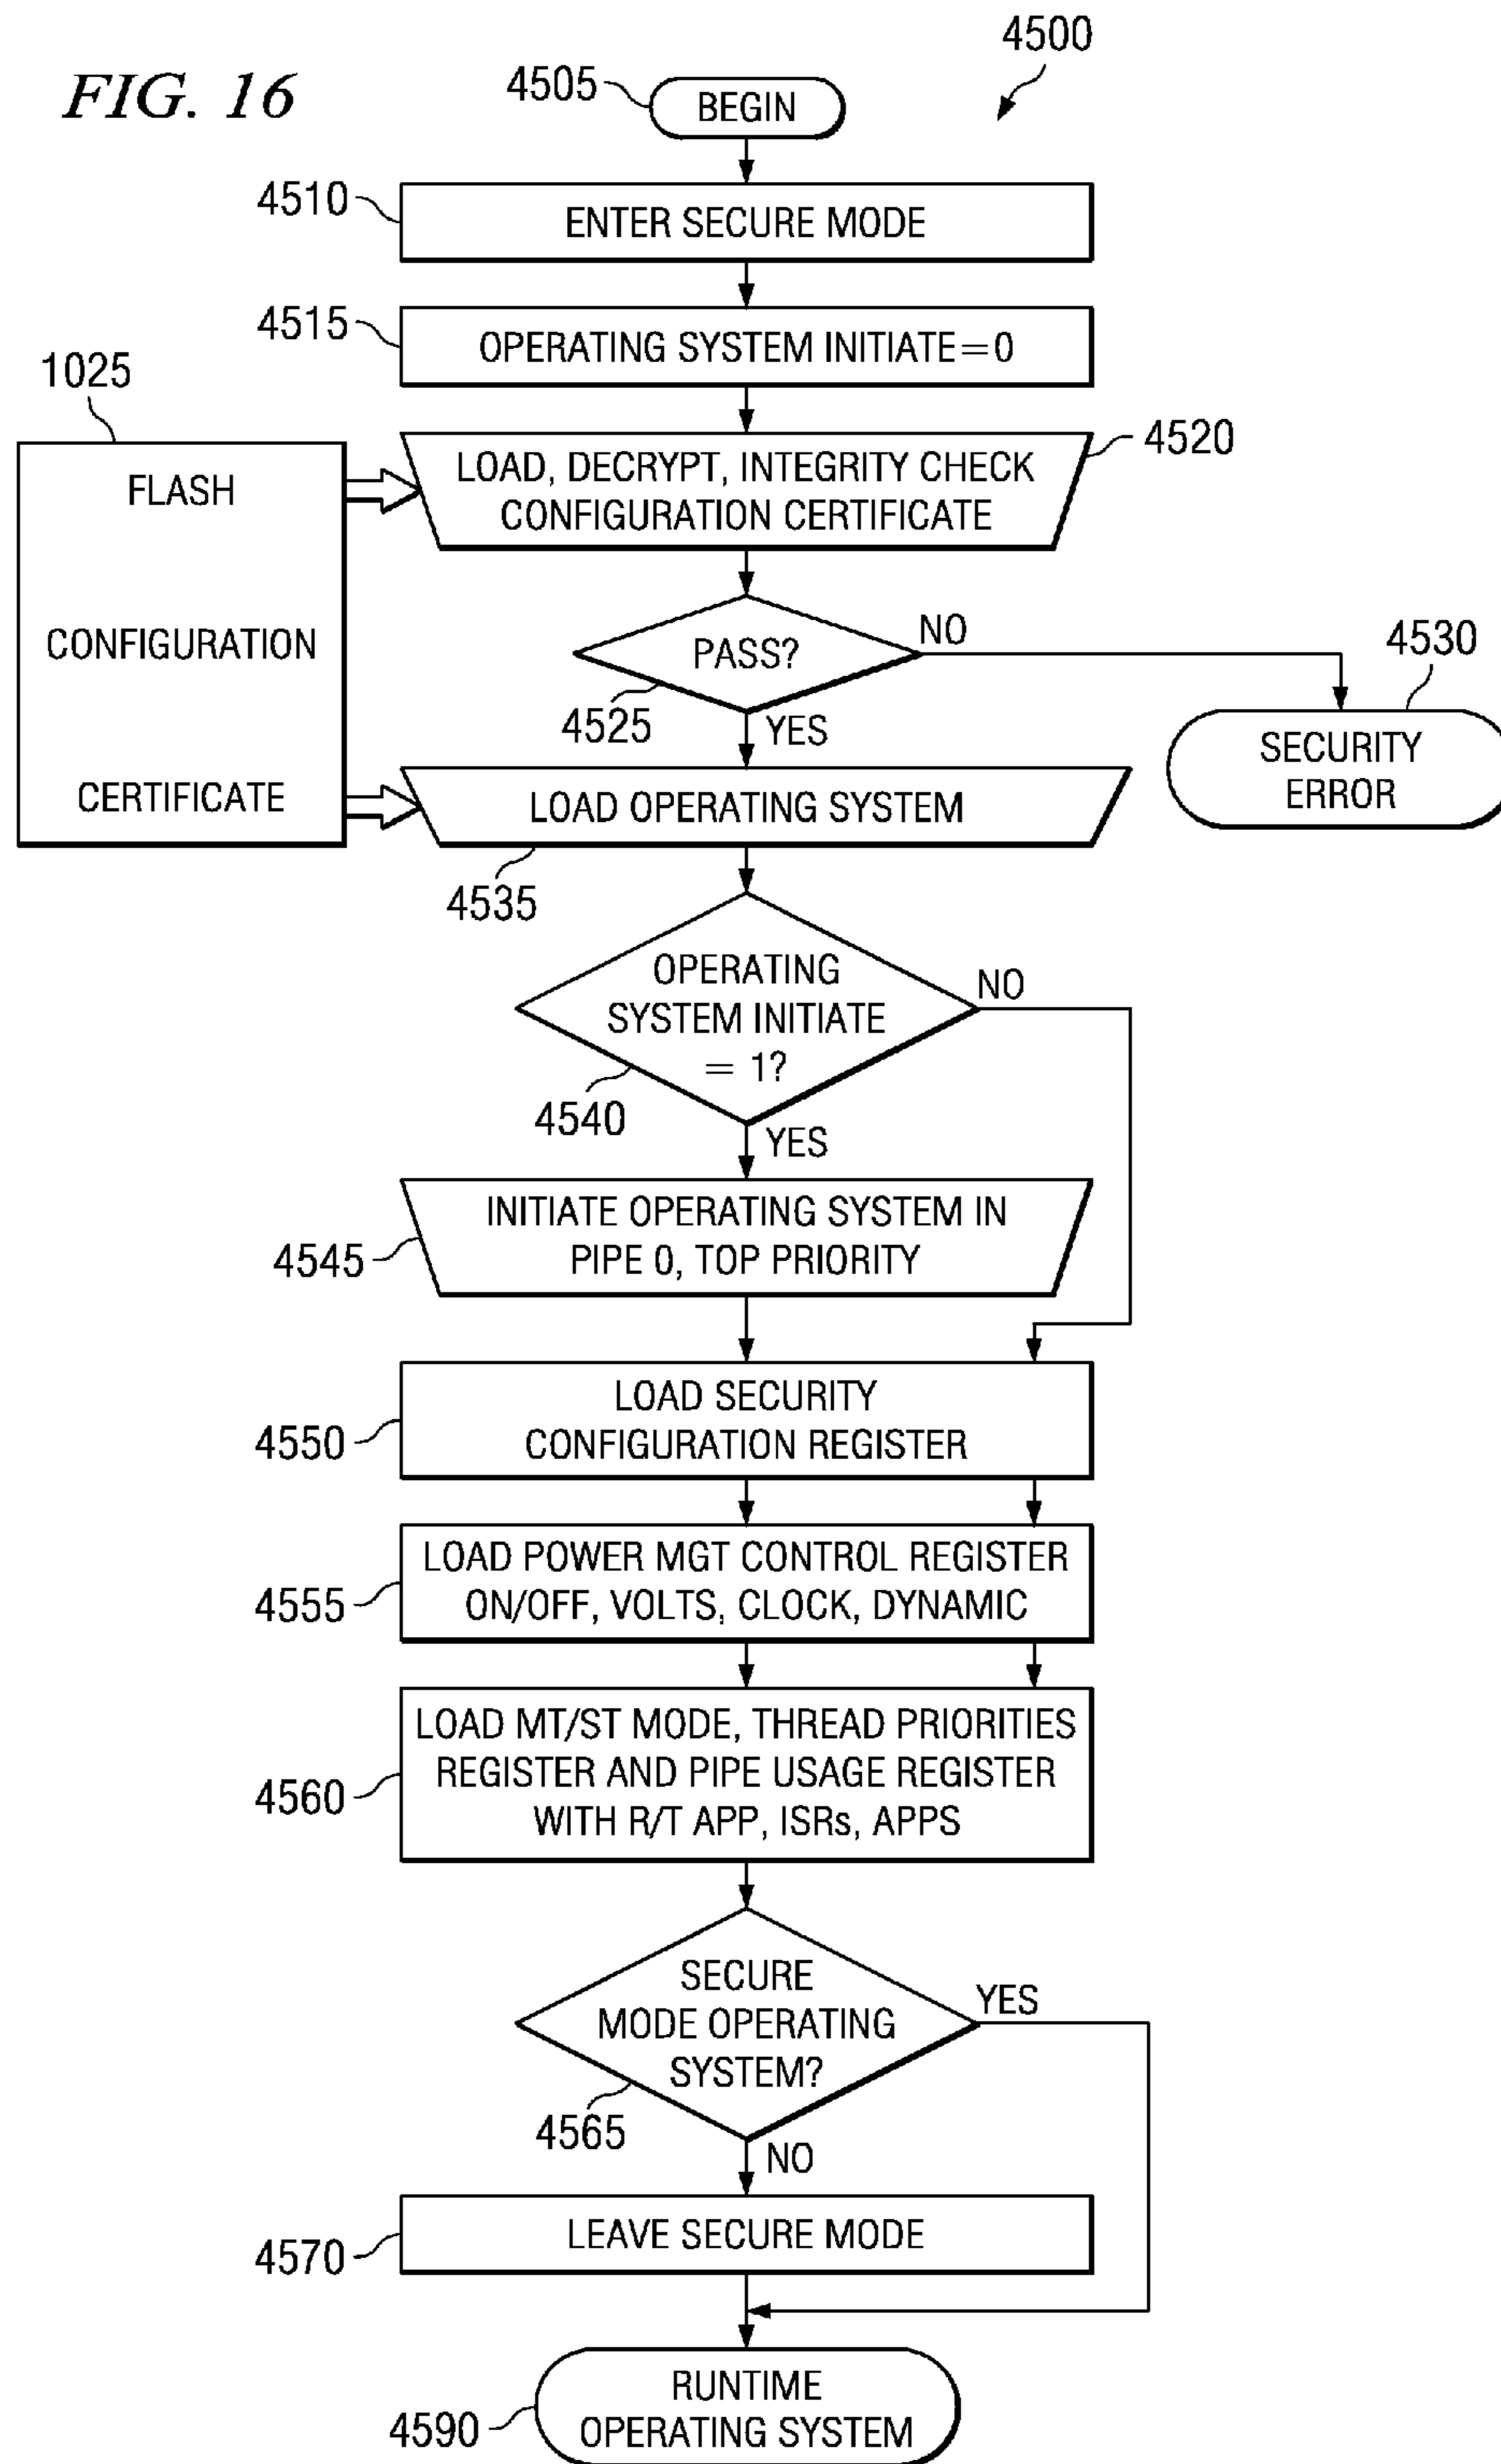 FIG. 16
4500
4505
BEGIN
4510
ENTER SECURE MODE
4515
OPERATING SYSTEM INITIATE=0
1025
FLASH
CONFIGURATION
CERTIFICATE
4520
LOAD, DECRYPT, INTEGRITY CHECK
CONFIGURATION CERTIFICATE
PASS?
NO
4525
YES
4530
SECURITY
ERROR
LOAD OPERATING SYSTEM
4535
OPERATING
SYSTEM INITIATE
= 1?
NO
4540
YES
INITIATE OPERATING SYSTEM IN
PIPE 0, TOP PRIORITY
4545
LOAD SECURITY
CONFIGURATION REGISTER
4550
LOAD POWER MGT CONTROL REGISTER
ON/OFF, VOLTS, CLOCK, DYNAMIC
4555
LOAD MT/ST MODE, THREAD PRIORITIES
REGISTER AND PIPE USAGE REGISTER
WITH R/T APP, ISRs, APPS
4560
SECURE
MODE OPERATING
SYSTEM?
YES
4565
NO
LEAVE SECURE MODE
4570
RUNTIME
OPERATING SYSTEM
4590